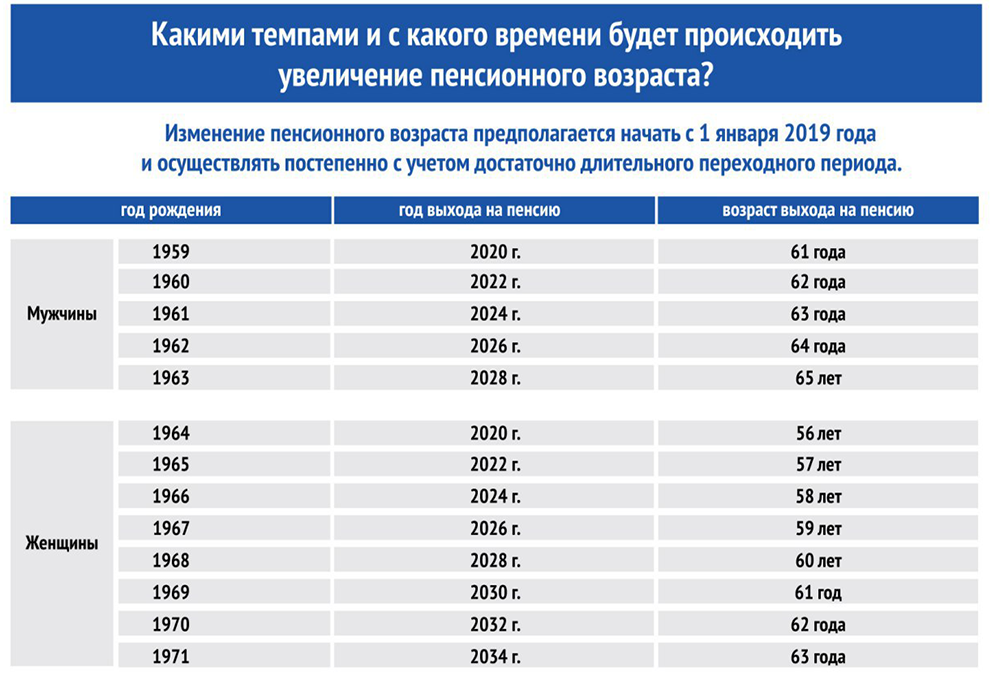 Какими темпами и с какого времени будет происходить
увеличение пенсионного возраста?
Изменение пенсионного возраста предполагается начать с 1 января 2019 года
и осуществлять постепенно с учетом достаточно длительного переходного периода.
год рождения год выхода на пенсию возраст выхода на пенсию
1959 2020 г. 61 года
1960 2022 г. 62 года
Мужчины 1961 2024 г. 63 года
1962 2026 г. 64 года
1963 2028 г. 65 лет
1964 2020 г. 56 лет
1965 2022 г. 57 лет
1966 2024 г. 58 лет
1967 2026 г. 59 лет
Женщины
1968 2028 г. 60 лет
1969 2030 г. 61 год
1970 2032 г. 62 года
1971 2034 г. 63 года